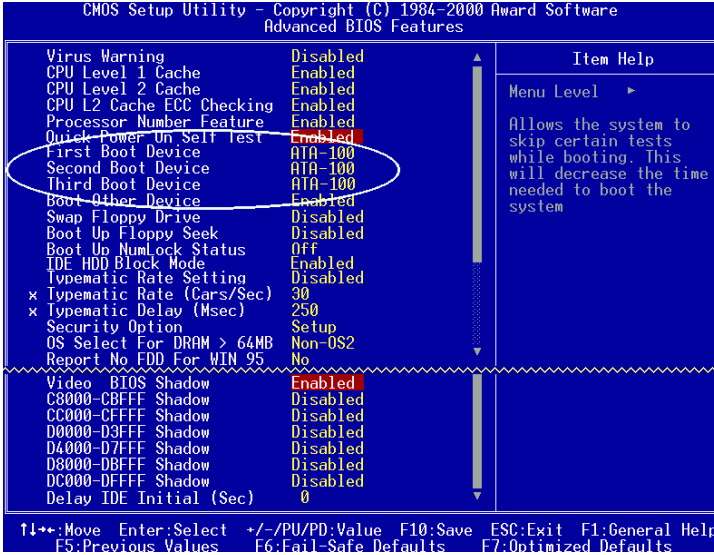 CMOS Setup Utility - Copyright (C) 1984-2000 Award Software
Advanced BIOS Features
Virus Warning Disabled
CPU Level 1 Cache Enabled
CPU Level 2 Cache Enabled
CPU L2 Cache ECC Checking Enabled
Processor Number Feature Enabled
Quick Power On Self Test Enabled
First Boot Device ATA-100
Second Boot Device ATA-100
Third Boot Device ATA-100
Boot Other Device Enabled
Swap Floppy Drive Disabled
Boot Up Floppy Seek Disabled
Boot Up NumLock Status Off
IDE HDD Block Mode Enabled
Typematic Rate Setting Disabled
x Typematic Rate (Cars/Sec) 30
x Typematic Delay (Msec) 250
Security Option Setup
OS Select For DRAM > 64MB Non-OS2
Report No FDD For WIN 95 No
Video BIOS Shadow Enabled
C8000-CBFFF Shadow Disabled
CC000-CFFFF Shadow Disabled
D0000-D3FFF Shadow Disabled
D4000-D7FFF Shadow Disabled
D8000-DBFFF Shadow Disabled
DC000-DFFFF Shadow Disabled
Delay IDE Initial (Sec) 0
Item Help
Menu Level ►
Allows the system to
skip certain tests
while booting. This
will decrease the time
needed to boot the
system
↑↓→←:Move Enter:Select +/-/PU/PD:Value F10:Save ESC:Exit F1:General Help
F5:Previous Values F6:Fail-Safe Defaults F7:Optimized Defaults